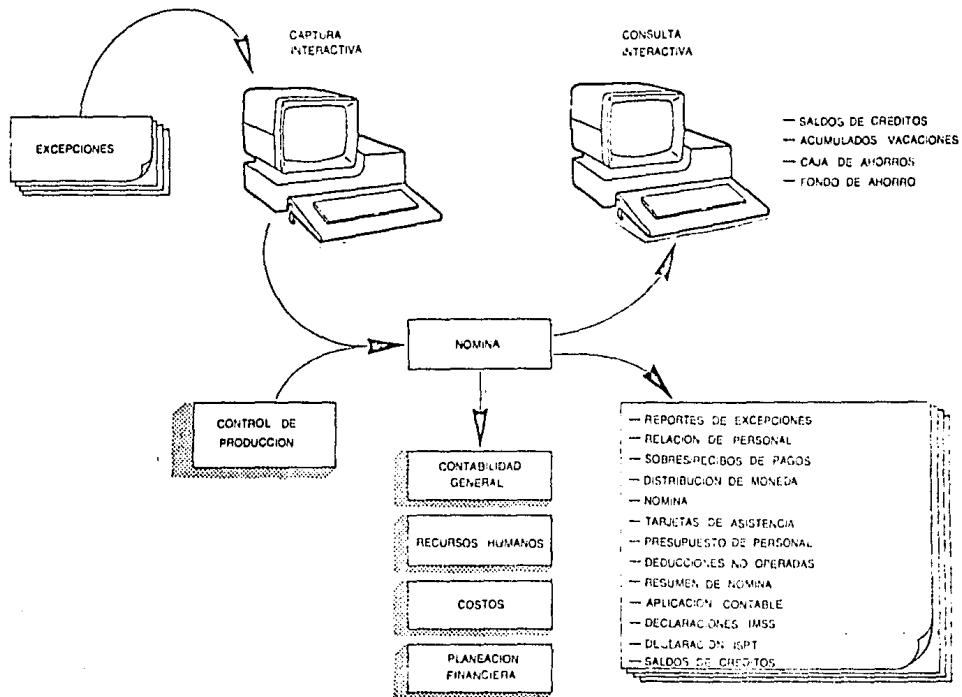 CAPTURA
INTERACTIVA
CONSULTA
INTERACTIVA
EXCEPCIONES
— SALDOS DE CREDITOS
— ACUMULADOS VACACIONES
— CAJA DE AHORROS
— FONDO DE AHORRO
NOMINA
CONTROL DE
PRODUCCION
CONTABILIDAD
GENERAL
RECURSOS HUMANOS
COSTOS
PLANEACION
FINANCIERA
— REPORTES DE EXCEPCIONES
— RELACION DE PERSONAL
— SOBRES/RECIBOS DE PAGOS
— DISTRIBUCION DE MONEDA
— NOMINA
— TARJETAS DE ASISTENCIA
— PRESUPUESTO DE PERSONAL
— DEDUCCIONES NO OPERADAS
— RESUMEN DE NOMINA
— APLICACION CONTABLE
— DECLARACIONES IMSS
— DECLARACION ISPT
— SALDOS DE CREDITOS